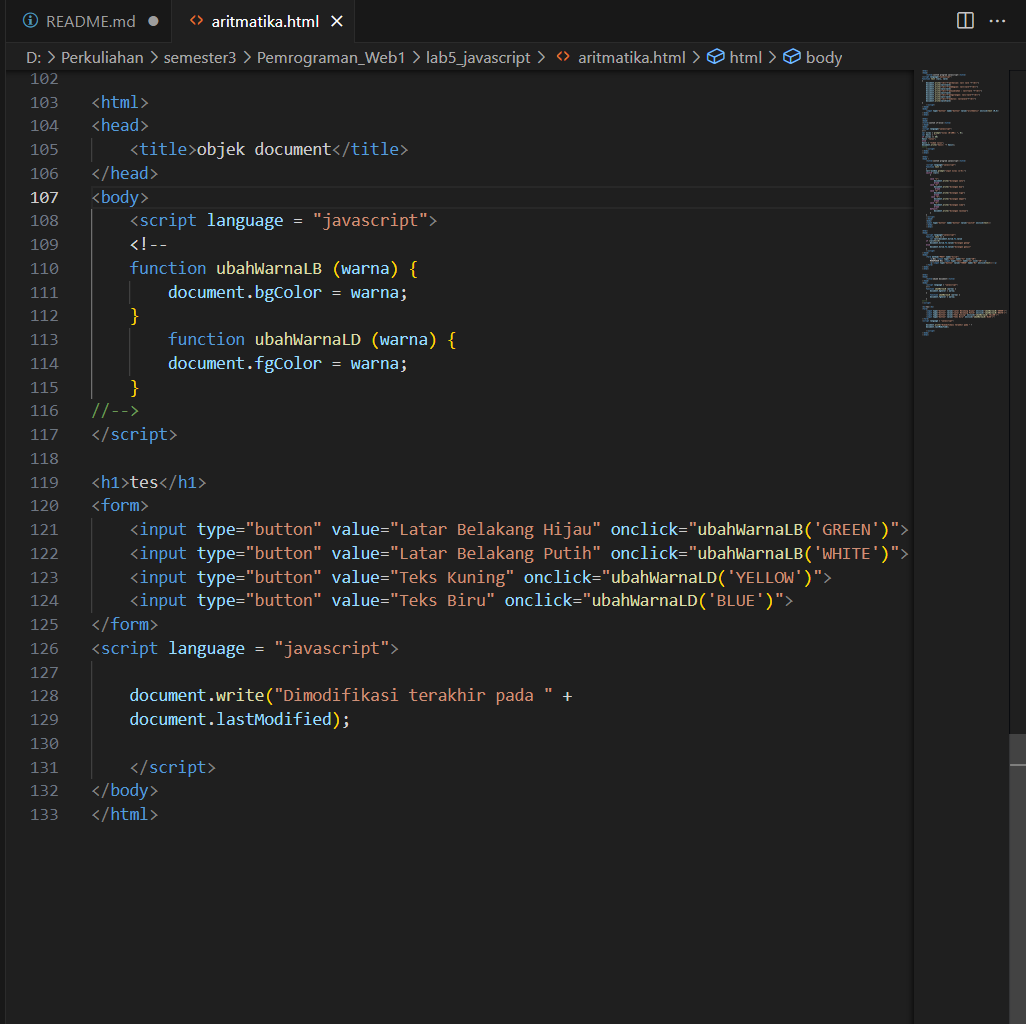 README.md
aritmatika.html
D: > Perkuliahan > semester3 > Pemrograman_Web1 > lab5_javascript > aritmatika.html > html > body
102
103 <html>
104 <head>
105     <title>objek document</title>
106 </head>
107 <body>
108     <script language = "javascript">
109     <!--
110     function ubahWarnaLB (warna) {
111         document.bgColor = warna;
112     }
113         function ubahWarnaLD (warna) {
114         document.fgColor = warna;
115     }
116 //-->
117 </script>
118
119 <h1>tes</h1>
120 <form>
121     <input type="button" value="Latar Belakang Hijau" onclick="ubahWarnaLB('GREEN')">
122     <input type="button" value="Latar Belakang Putih" onclick="ubahWarnaLB('WHITE')">
123     <input type="button" value="Teks Kuning" onclick="ubahWarnaLD('YELLOW')">
124     <input type="button" value="Teks Biru" onclick="ubahWarnaLD('BLUE')">
125 </form>
126 <script language = "javascript">
127
128     document.write("Dimodifikasi terakhir pada " +
129     document.lastModified);
130
131     </script>
132 </body>
133 </html>